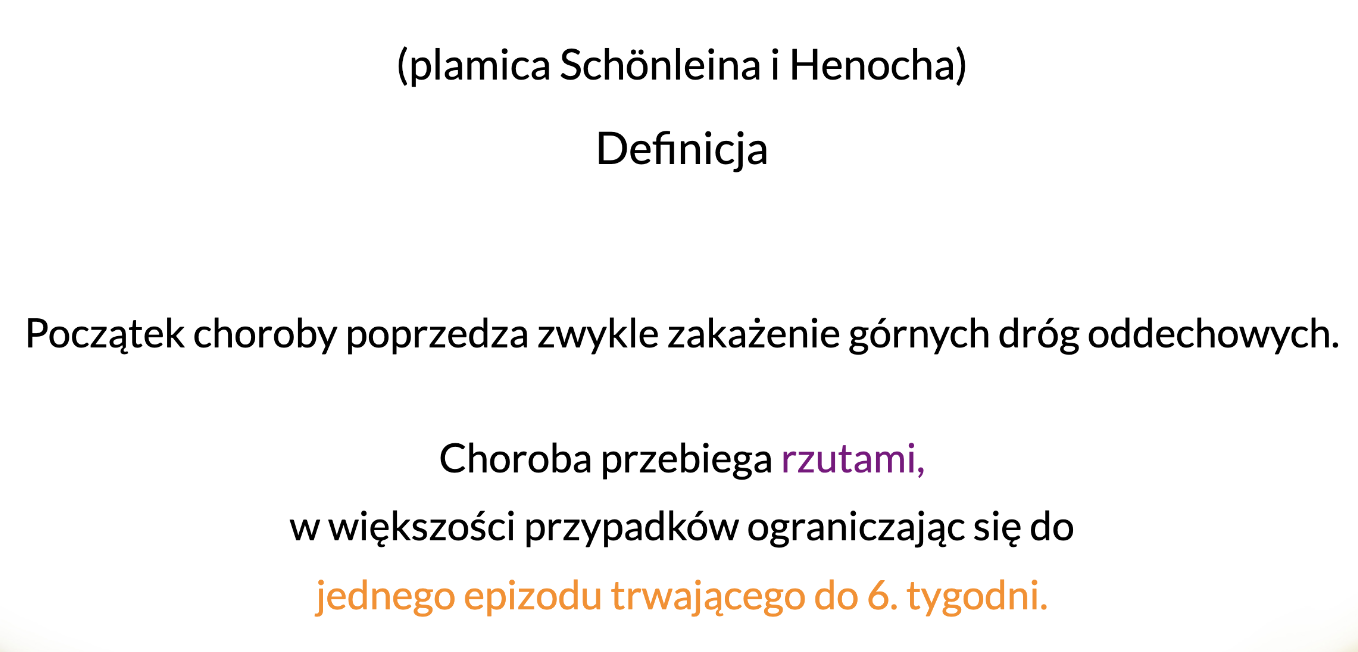 (plamica Schönleina i Henocha)
Definicja
Początek choroby poprzedza zwykle zakażenie górnych dróg oddechowych.
Choroba przebiega rzutami,
w większości przypadków ograniczając się do
jednego epizodu trwającego do 6. tygodni.